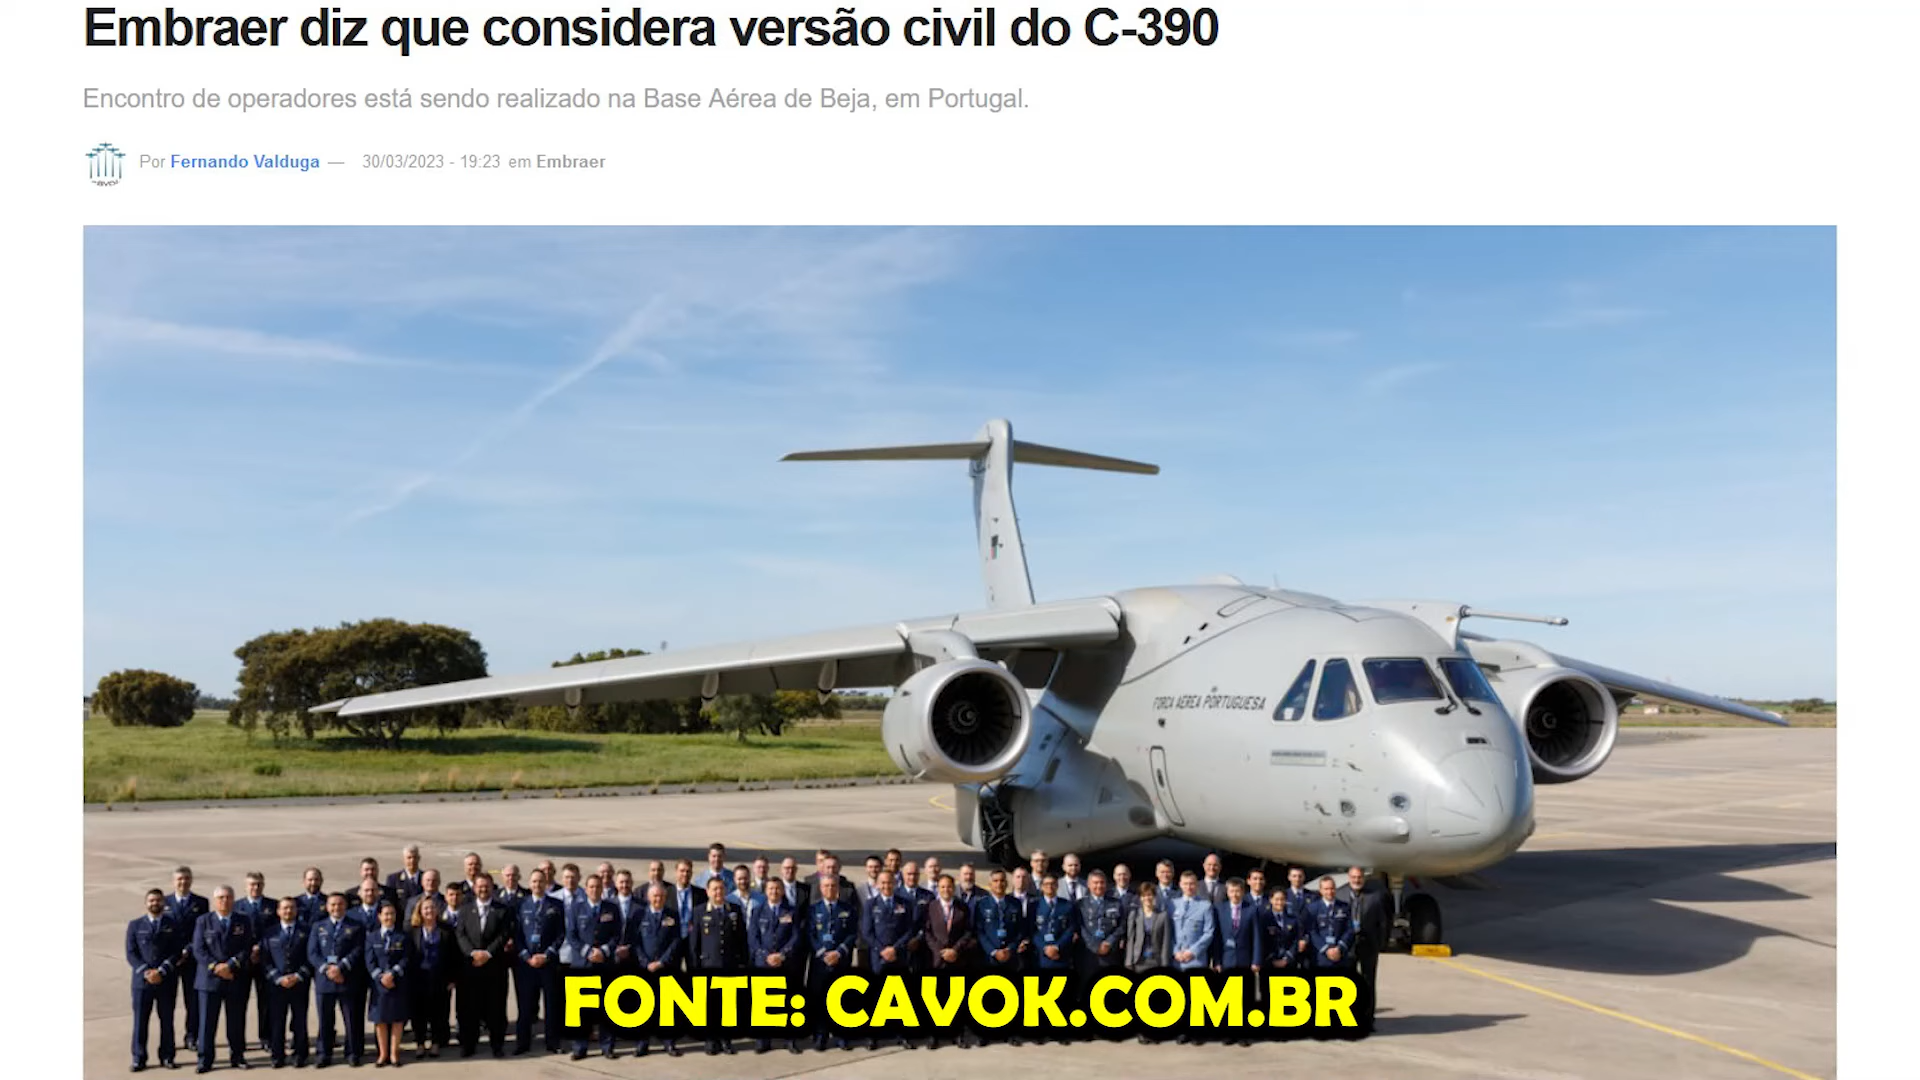 Embraer diz que considera versão civil do C-390
Encontro de operadores está sendo realizado na Base Aérea de Beja, em Portugal.
Por Fernando Valduga — 30/03/2023 - 19:23 em Embraer
FORÇA AÉREA PORTUGUESA
FONTE: CAVOK.COM.BR